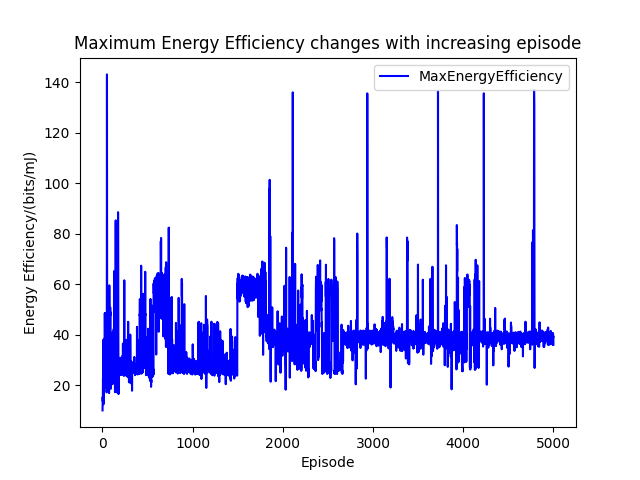 Maximum Energy Efficiency changes with increasing episode
MaxEnergyEfficiency
Energy Efficiency/(bits/mJ)
140
120
100
80
60
40
20
0 1000 2000 3000 4000 5000
Episode